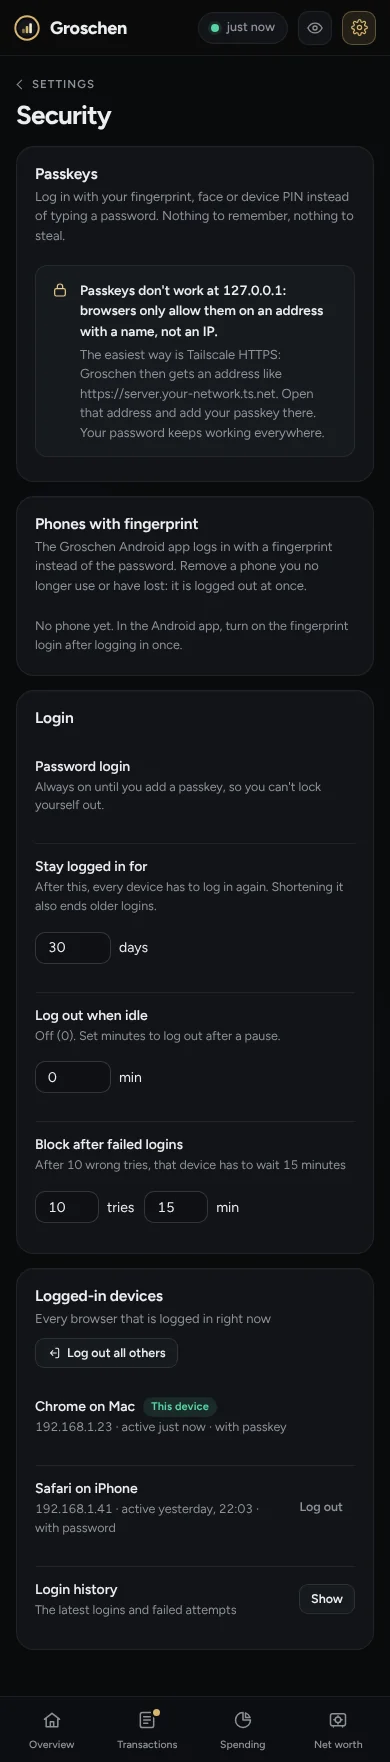 Groschen
just now
SETTINGS
Security
Passkeys
Log in with your fingerprint, face or device PIN instead
of typing a password. Nothing to remember, nothing to
steal.
Passkeys don't work at 127.0.0.1:
browsers only allow them on an address
with a name, not an IP.
The easiest way is Tailscale HTTPS:
Groschen then gets an address like
https://server.your-network.ts.net. Open
that address and add your passkey there.
Your password keeps working everywhere.
Phones with fingerprint
The Groschen Android app logs in with a fingerprint
instead of the password. Remove a phone you no
longer use or have lost: it is logged out at once.
No phone yet. In the Android app, turn on the fingerprint
login after logging in once.
Login
Password login
Always on until you add a passkey, so you can't lock
yourself out.
Stay logged in for
After this, every device has to log in again. Shortening it
also ends older logins.
30 days
Log out when idle
Off (0). Set minutes to log out after a pause.
0 min
Block after failed logins
After 10 wrong tries, that device has to wait 15 minutes
10 tries 15 min
Logged-in devices
Every browser that is logged in right now
Log out all others
Chrome on Mac This device
192.168.1.23 · active just now · with passkey
Safari on iPhone
192.168.1.41 · active yesterday, 22:03 ·
with password
Log out
Login history
The latest logins and failed attempts
Show
Overview Transactions Spending Net worth